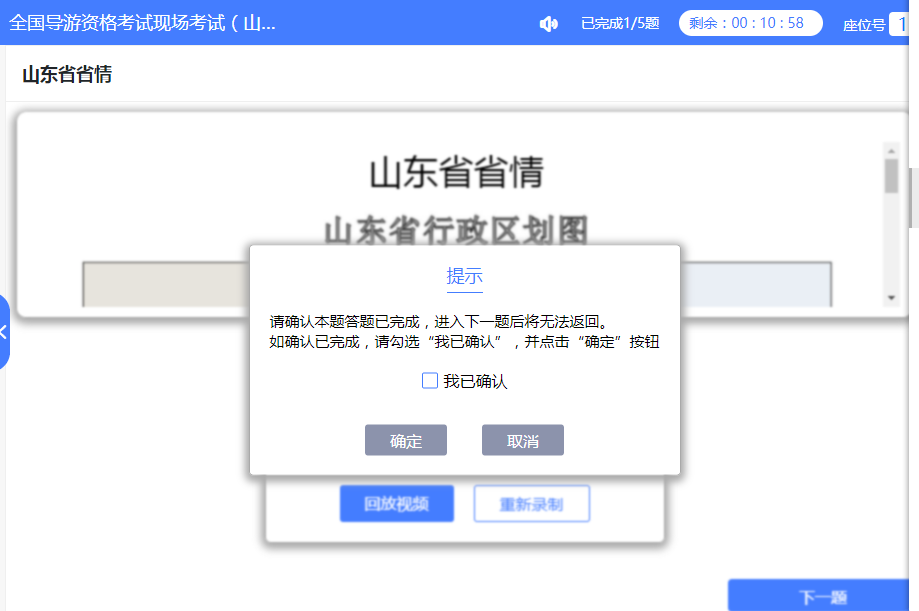 全国导游资格考试现场考试（山...
已完成1/5题
剩余：00：10：58
座位号 1
山东省省情
山东省省情
山东省行政区划图
提示
请确认本题答题已完成，进入下一题后将无法返回。
如确认已完成，请勾选“我已确认”，并点击“确定”按钮
我已确认
确定
取消
回放视频
重新录制
下一题